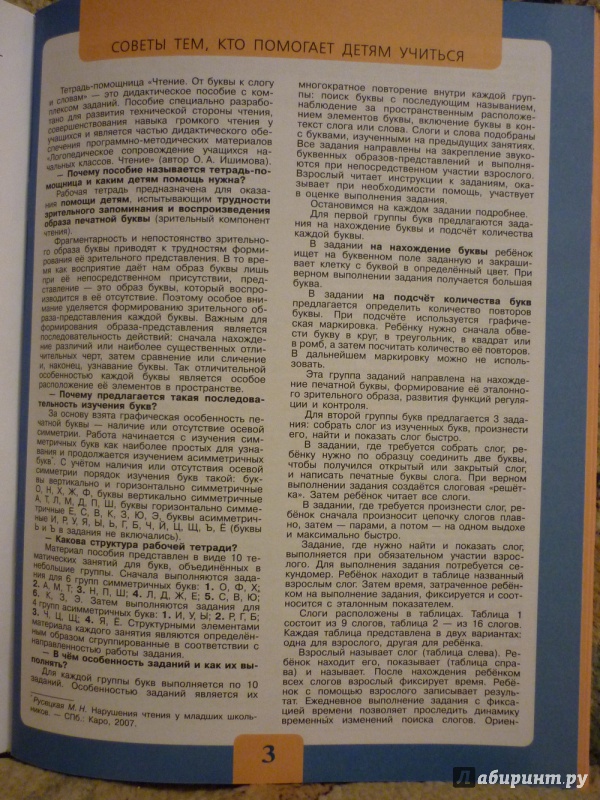 СОВЕТЫ ТЕМ, КТО ПОМОГАЕТ ДЕТЯМ УЧИТЬСЯ
Тетрадь-помощница «Чтение. От буквы к слогу
и словам» — это дидактическое пособие с ком-
плексом заданий. Пособие специально разрабо-
тано для развития технической стороны чтения,
совершенствования навыка громкого чтения у
учащихся и является частью дидактического обе-
спечения программно-методических материалов
«Логопедическое сопровождение учащихся на-
чальных классов. Чтение» (автор О. А. Ишимова).
— Почему пособие называется тетрадь-по-
мощница и каким детям помощь нужна?
Рабочая тетрадь предназначена для оказа-
ния помощи детям, испытывающим трудности
зрительного запоминания и воспроизведения
образа печатной буквы (зрительный компонент
чтения).
Фрагментарность и непостоянство зрительно-
го образа буквы приводят к трудностям формиро-
вания её зрительного представления. В то время
как восприятие даёт нам образ буквы лишь
при её непосредственном присутствии, пред-
ставление — это образ буквы, который воспро-
изводится в её отсутствие. Поэтому особое вни-
мание уделяется формированию зрительного об-
раза-представления каждой буквы. Важным для
формирования образа-представления является
последовательность действий: сначала нахожде-
ние различий или наиболее существенных отли-
чительных черт, затем сравнение или сличение
и, наконец, узнавание буквы. Так отличительной
особенностью каждой буквы является особое
расположение её элементов в пространстве.
— Почему предлагается такая последова-
тельность изучения букв?
За основу взята графическая особенность пе-
чатной буквы — наличие или отсутствие осевой
симметрии. Работа начинается с изучения сим-
метричных букв как наиболее простых для узна-
вания и продолжается изучением асимметричных
букв*. С учётом наличия или отсутствия осевой
симметрии порядок изучения букв такой: бук-
вы вертикально и горизонтально симметричные
О, Н, Х, Ж, Ф, буквы вертикально симметричные
А, Т, Л, М, Д, П, Ш, буквы горизонтально симме-
тричные Е, С, В, К, З, Ю, Э, буквы асимметрич-
ные И, Р, У, Я, Ы, Ь, Г, Б, Ч, Й, Ц, Щ, Ъ, Ё (буквы
Ь и Ъ в задания не включались).
— Какова структура рабочей тетради?
Материал пособия представлен в виде 10 те-
матических занятий для букв, объединённых в
небольшие группы. Сначала выполняются зада-
ния для 6 групп симметричных букв: 1. О, Ф, Х;
2. А, М, Т; 3. Н, П, Ш; 4. Л, Д, Ж, Е; 5. С, В, Ю;
6. К, З, Э. Затем выполняются задания для
4 групп асимметричных букв: 1. И, У, Ы; 2. Р, Г, Б;
3. Ч, Ц, Щ; 4. Я, Ё. Структурными элементами
материала каждого занятия являются определён-
ным образом сгруппированные в соответствии с
направленностью работы задания.
— В чём особенность заданий и как их вы-
полнять?
Для каждой группы букв выполняется по 10
заданий. Особенностью заданий является их
* Русецкая М. Н. Нарушения чтения у младших школь-
ников. — СПб.: Каро, 2007.
многократное повторение внутри каждой груп-
пы: поиск буквы с последующим называнием,
наблюдение за пространственным расположе-
нием элементов буквы, включение буквы в кон-
текст слога или слова. Слоги и слова подобраны
с буквами, изученными на предыдущих занятиях.
Все задания направлены на закрепление звуко-
буквенных образов-представлений и выполня-
ются при непосредственном участии взрослого.
Взрослый читает инструкции к заданиям, оказы-
вает при необходимости помощь, участвует
в оценке выполнения задания.
Остановимся на каждом задании подробнее.
Для первой группы букв предлагаются зада-
ния на нахождение буквы и подсчёт количества
каждой буквы.
В задании на нахождение буквы ребёнок
ищет на буквенном поле заданную и закраши-
вает клетку с буквой в определённый цвет. При
верном выполнении задания получается большая
буква.
В задании на подсчёт количества букв
предлагается определить количество повторов
буквы. При подсчёте используется графиче-
ская маркировка. Ребёнку нужно сначала обве-
сти букву в круг, в треугольник, в квадрат или
в ромб, а затем посчитать количество её повторов.
В дальнейшем маркировку можно не исполь-
зовать.
Эта группа заданий направлена на нахожде-
ние печатной буквы, формирование её эталонно-
го зрительного образа, развития функций регуля-
ции и контроля.
Для второй группы букв предлагается 3 зада-
ния: собрать слог из изученных букв, произнести
его, найти и показать слог быстро.
В задании, где требуется собрать слог, ре-
бёнку нужно по образцу соединить две буквы,
чтобы получился открытый или закрытый слог,
и написать печатные буквы слога. При верном
выполнении задания создаётся слоговая «решёт-
ка». Затем ребёнок читает все слоги.
В задании, где требуется произнести слог, ре-
бёнок сначала произносит цепочку слогов плав-
но, затем — парами, а потом — на одном выдохе
и максимально быстро.
Задание, где нужно найти и показать слог,
выполняется при обязательном участии взрос-
лого. Для выполнения задания потребуется се-
кундомер. Ребёнок находит в таблице названный
взрослым слог. Затем время, затраченное ребён-
ком на выполнение задания, фиксируется и соот-
носится с эталонным показателем.
Слоги расположены в таблицах. Таблица 1
состоит из 9 слогов, таблица 2 — из 16 слогов.
Каждая таблица представлена в двух вариантах:
одна для взрослого, другая для ребёнка.
Взрослый называет слог (таблица слева). Ре-
бёнок находит, показывает (таблица спра-
ва) и называет. После нахождения ребёнком
всех слогов взрослый фиксирует время. Ребё-
нок с помощью взрослого записывает резуль-
тат. Ежедневное выполнение задания с фикса-
цией времени позволяет проследить динамику
временных изменений поиска слогов. Ориен-
3
Лабиринт.ру